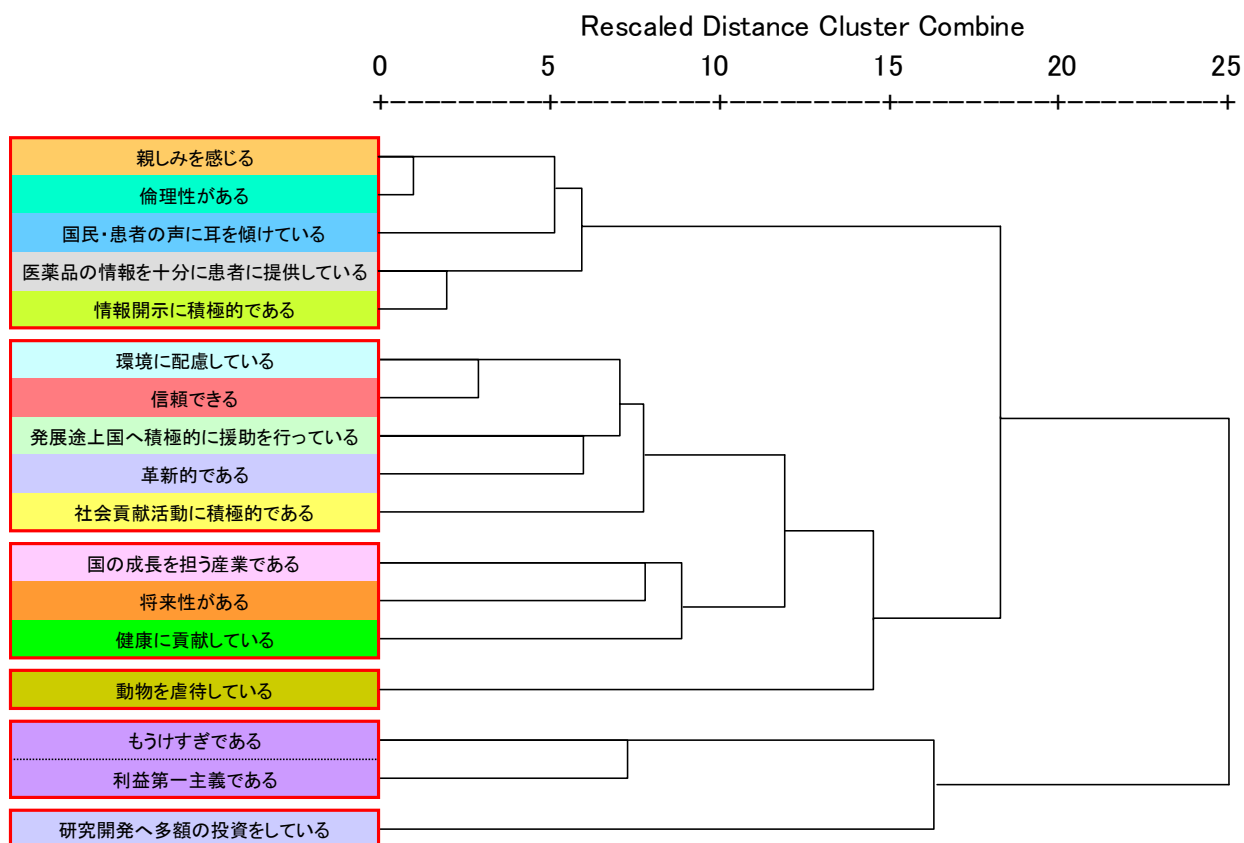 Rescaled Distance Cluster Combine
0 5 10 15 20 25
+---------+---------+---------+---------+---------+
親しみを感じる
倫理性がある
国民・患者の声に耳を傾けている
医薬品の情報を十分に患者に提供している
情報開示に積極的である
環境に配慮している
信頼できる
発展途上国へ積極的に援助を行っている
革新的である
社会貢献活動に積極的である
国の成長を担う産業である
将来性がある
健康に貢献している
動物を虐待している
もうけすぎである
利益第一主義である
研究開発へ多額の投資をしている